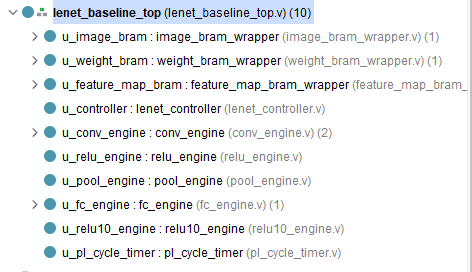 lenet_baseline_top (lenet_baseline_top.v) (10)
u_image_bram : image_bram_wrapper (image_bram_wrapper.v) (1)
u_weight_bram : weight_bram_wrapper (weight_bram_wrapper.v) (1)
u_feature_map_bram : feature_map_bram_wrapper (feature_map_bram_
u_controller : lenet_controller (lenet_controller.v)
u_conv_engine : conv_engine (conv_engine.v) (2)
u_relu_engine : relu_engine (relu_engine.v)
u_pool_engine : pool_engine (pool_engine.v)
u_fc_engine : fc_engine (fc_engine.v) (1)
u_relu10_engine : relu10_engine (relu10_engine.v)
u_pl_cycle_timer : pl_cycle_timer (pl_cycle_timer.v)